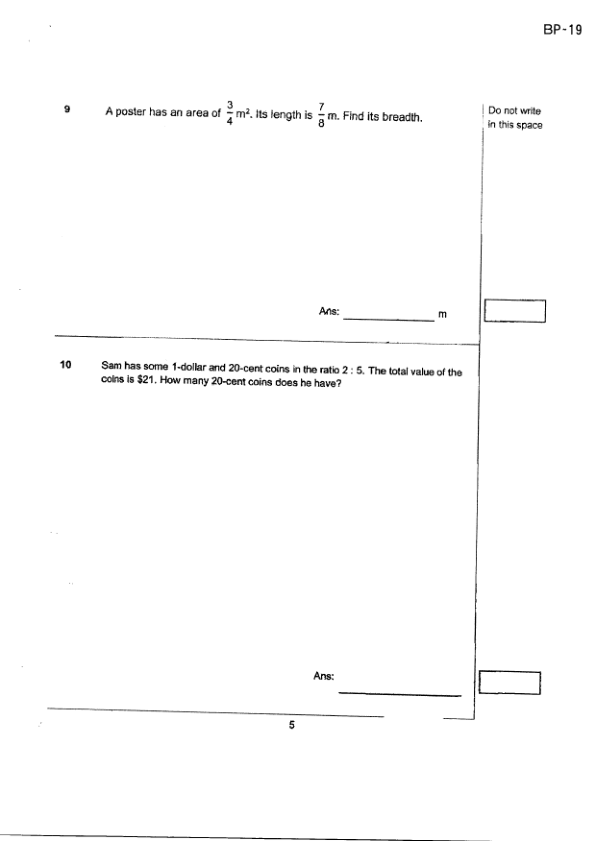 BP-19
9 A poster has an area of 3/4 m². Its length is 7/8 m. Find its breadth.
Do not write
in this space
Ans: ____________ m
10 Sam has some 1-dollar and 20-cent coins in the ratio 2 : 5. The total value of the
coins is $21. How many 20-cent coins does he have?
Ans: ____________
5